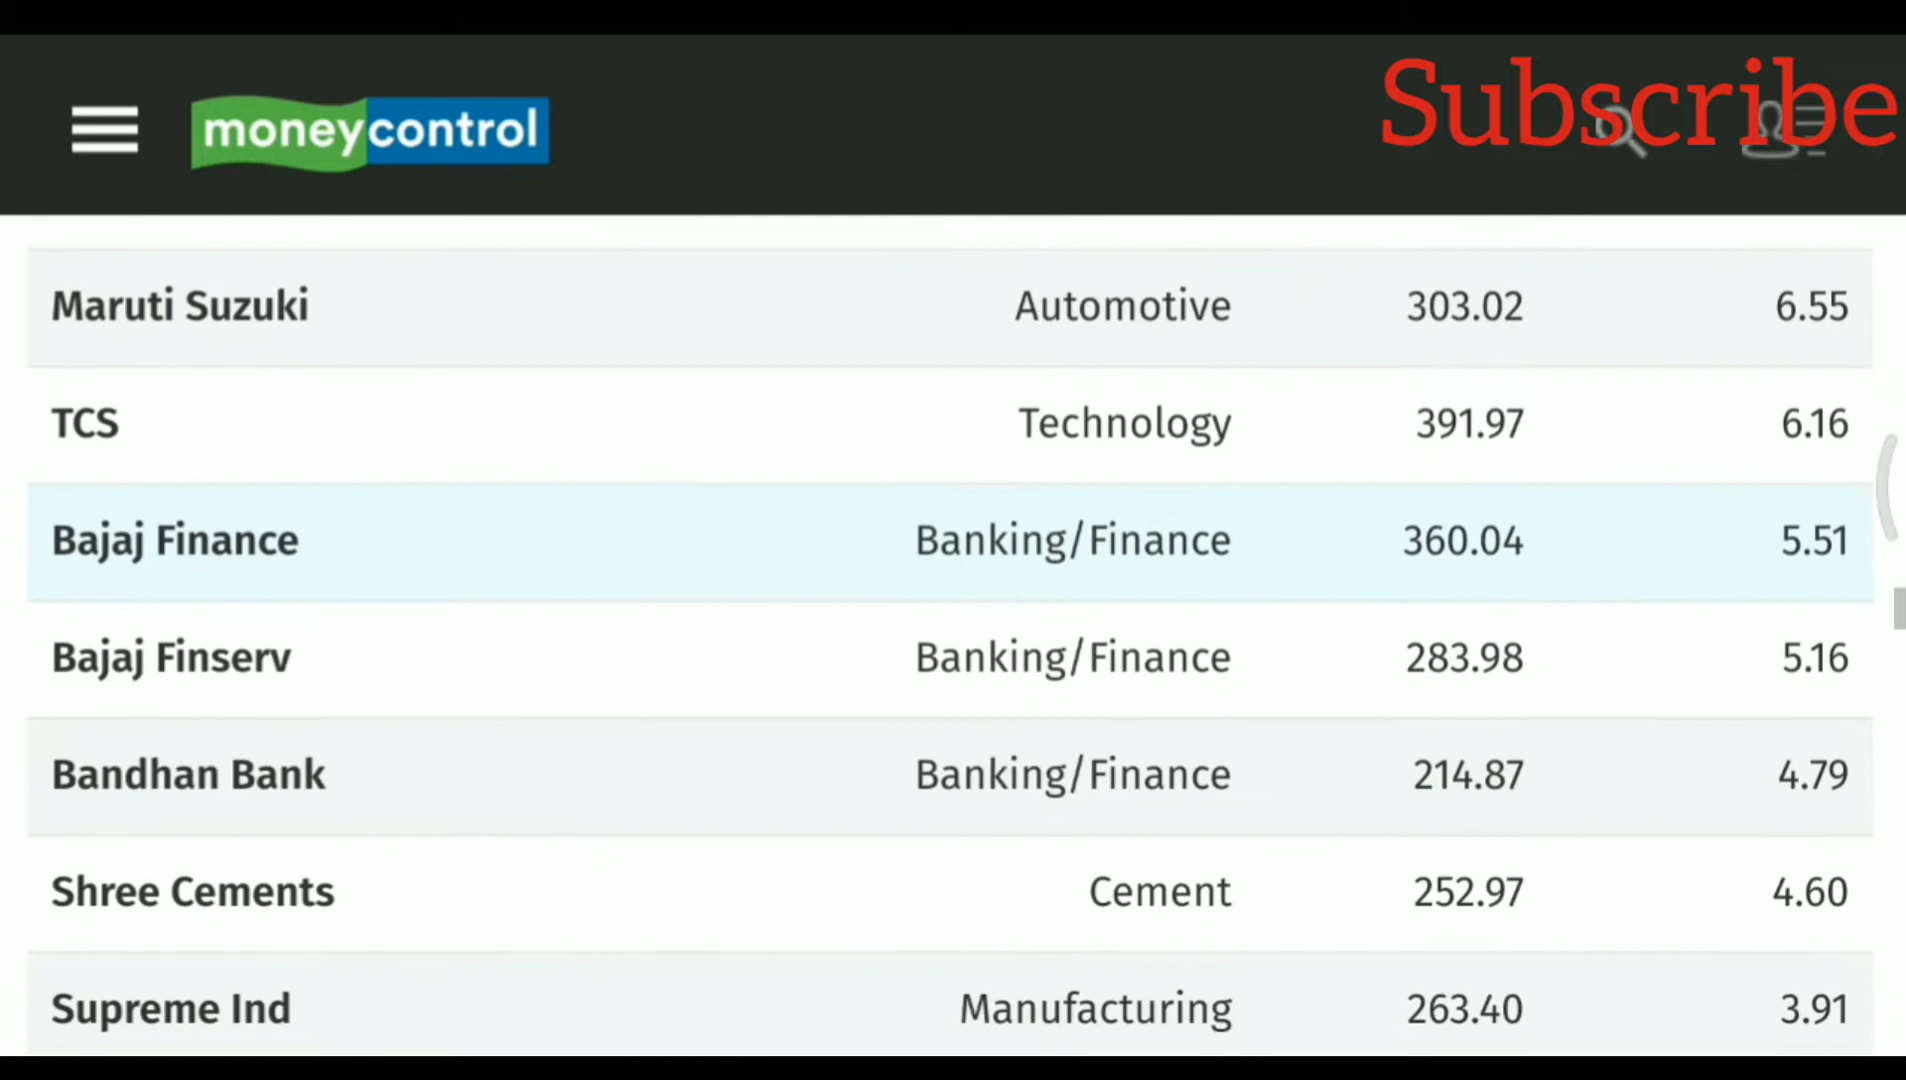 moneycontrol
Subscribe
Maruti Suzuki Automotive 303.02 6.55
TCS Technology 391.97 6.16
Bajaj Finance Banking/Finance 360.04 5.51
Bajaj Finserv Banking/Finance 283.98 5.16
Bandhan Bank Banking/Finance 214.87 4.79
Shree Cements Cement 252.97 4.60
Supreme Ind Manufacturing 263.40 3.91